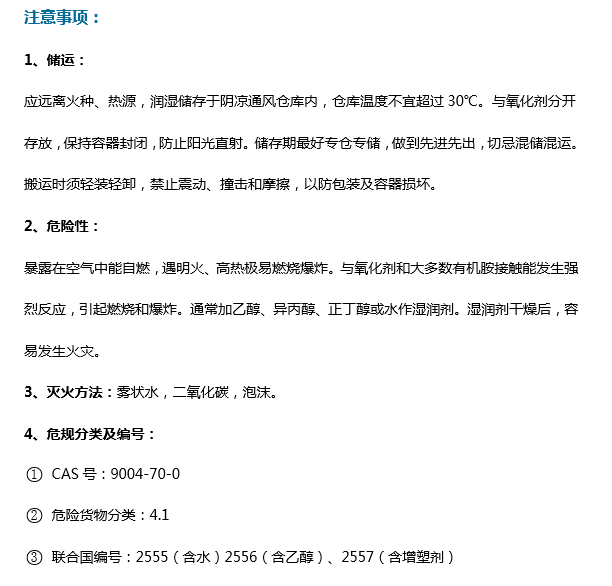 注意事项：
1、储运：
应远离火种、热源，润湿储存于阴凉通风仓库内，仓库温度不宜超过 30℃。与氧化剂分开
存放，保持容器封闭，防止阳光直射。储存期最好专仓专储，做到先进先出，切忌混储混运。
搬运时须轻装轻卸，禁止震动、撞击和摩擦，以防包装及容器损坏。
2、危险性：
暴露在空气中能自燃，遇明火、高热极易燃烧爆炸。与氧化剂和大多数有机胺接触能发生强
烈反应，引起燃烧和爆炸。通常加乙醇、异丙醇、正丁醇或水作湿润剂。湿润剂干燥后，容
易发生火灾。
3、灭火方法：雾状水，二氧化碳，泡沫。
4、危规分类及编号：
① CAS 号：9004-70-0
② 危险货物分类：4.1
③ 联合国编号：2555（含水）2556（含乙醇）、2557（含增塑剂）